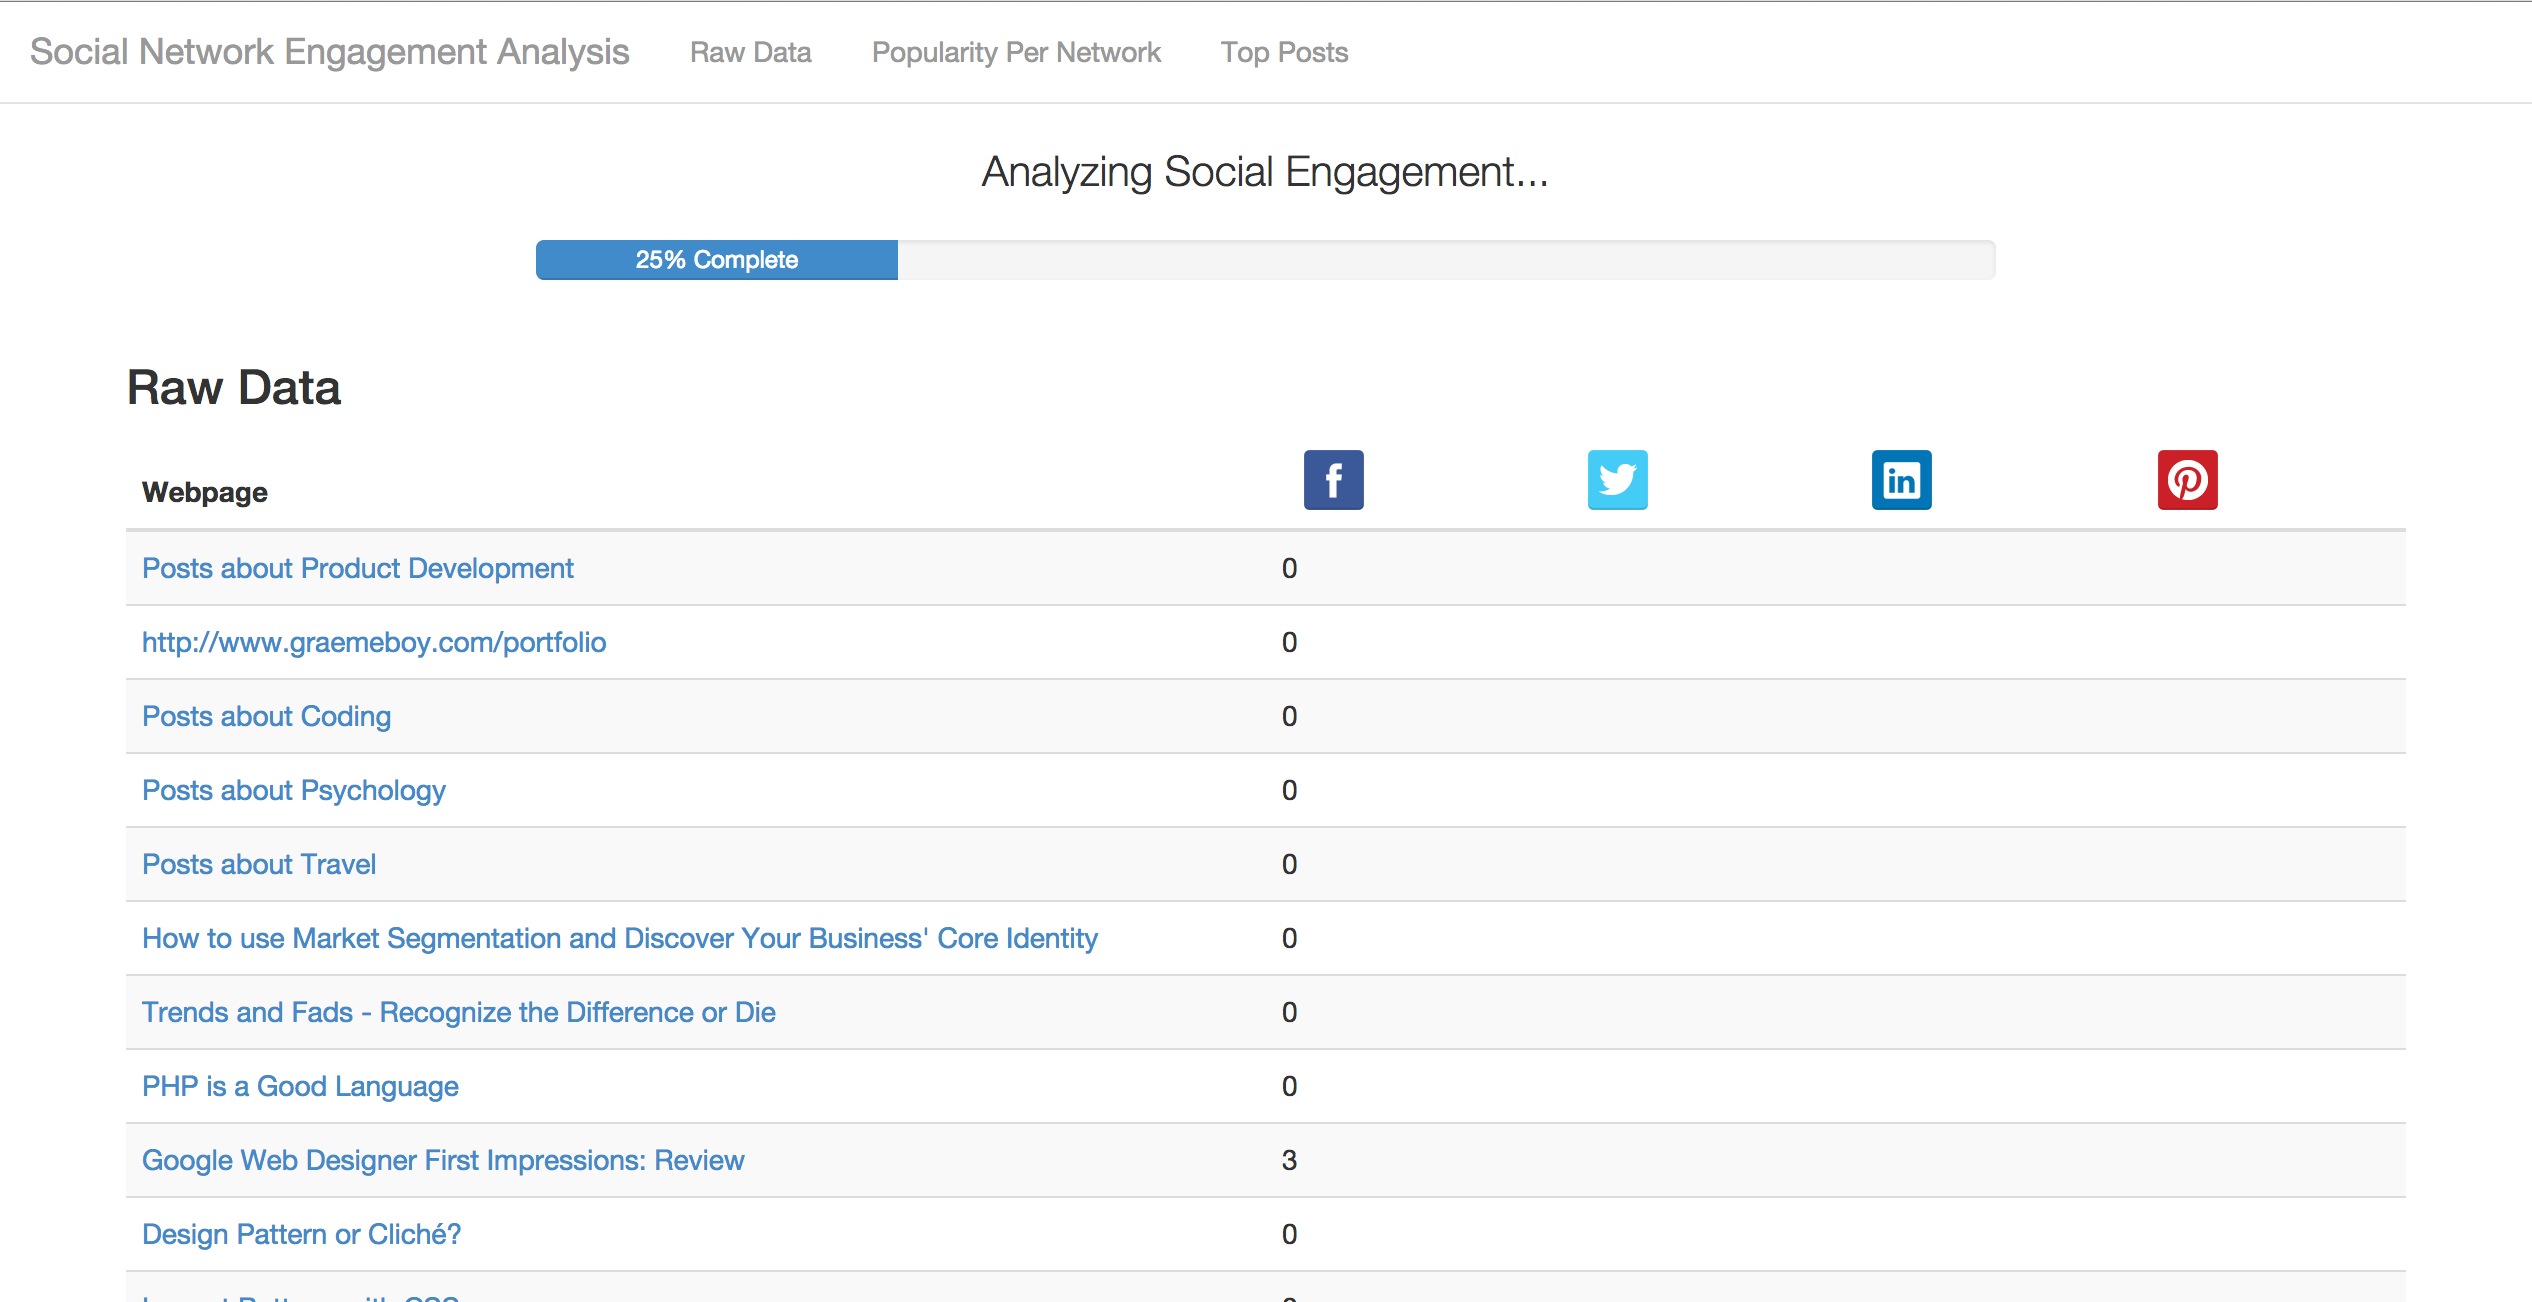 Social Network Engagement Analysis Raw Data Popularity Per Network Top Posts
Analyzing Social Engagement...
25% Complete
Raw Data
Webpage
Posts about Product Development 0
http://www.graemeboy.com/portfolio 0
Posts about Coding 0
Posts about Psychology 0
Posts about Travel 0
How to use Market Segmentation and Discover Your Business' Core Identity 0
Trends and Fads - Recognize the Difference or Die 0
PHP is a Good Language 0
Google Web Designer First Impressions: Review 3
Design Pattern or Cliché? 0